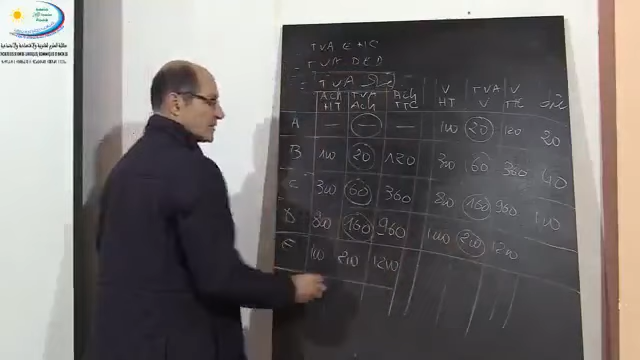 TVA ENC
- TVA DED
= TVA
Ach HT TVA Ach Ach TTC V HT TVA V V TTC
A — — — 100 20 120 20
B 100 20 120 300 60 360 40
C 300 60 360 800 160 960 100
D 800 160 960 1000 200 1200
E 1000 200 1200